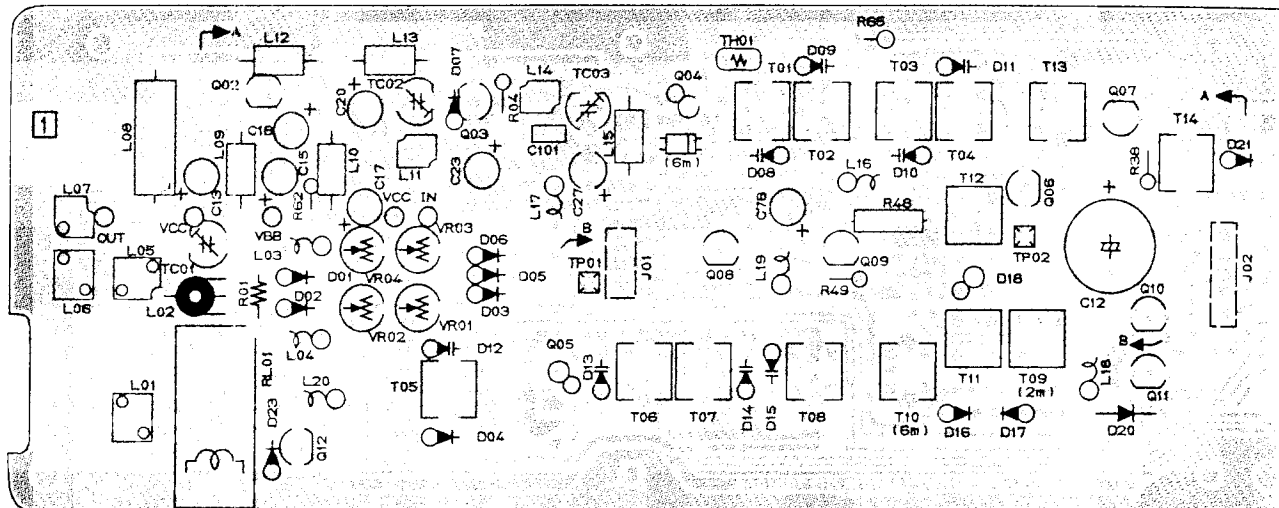 R66
A
L12
L13
D07
TH01
D09
T01
T03
D11
T13
TC02
L14
TC03
Q04
Q02
C20
R04
Q07
A
1
L08
L09
C18
Q03
C101
L15
(6m)
T14
D21
C15
R62
L10
L11
C23
D08
T02
D10
T04
L16
T12
Q06
R38
L07
C13
C17
L17
C27
C78
R48
VCC
VBB
VCC IN
OUT
L05
TC01
L03
VR03
D06
B
TP01
J01
Q08
L19
Q09
R49
TP02
J02
D18
C12
Q10
L06
L02
R01
D02
D01
VR04
D05
D03
L04
VR02
VR01
D12
Q05
D13
T11
T09
(2m)
L18
B
RL01
L20
T05
L01
D23
Q12
D04
T06
T07
D14
D15
T08
T10
(6m)
D16
D17
D20
Q11